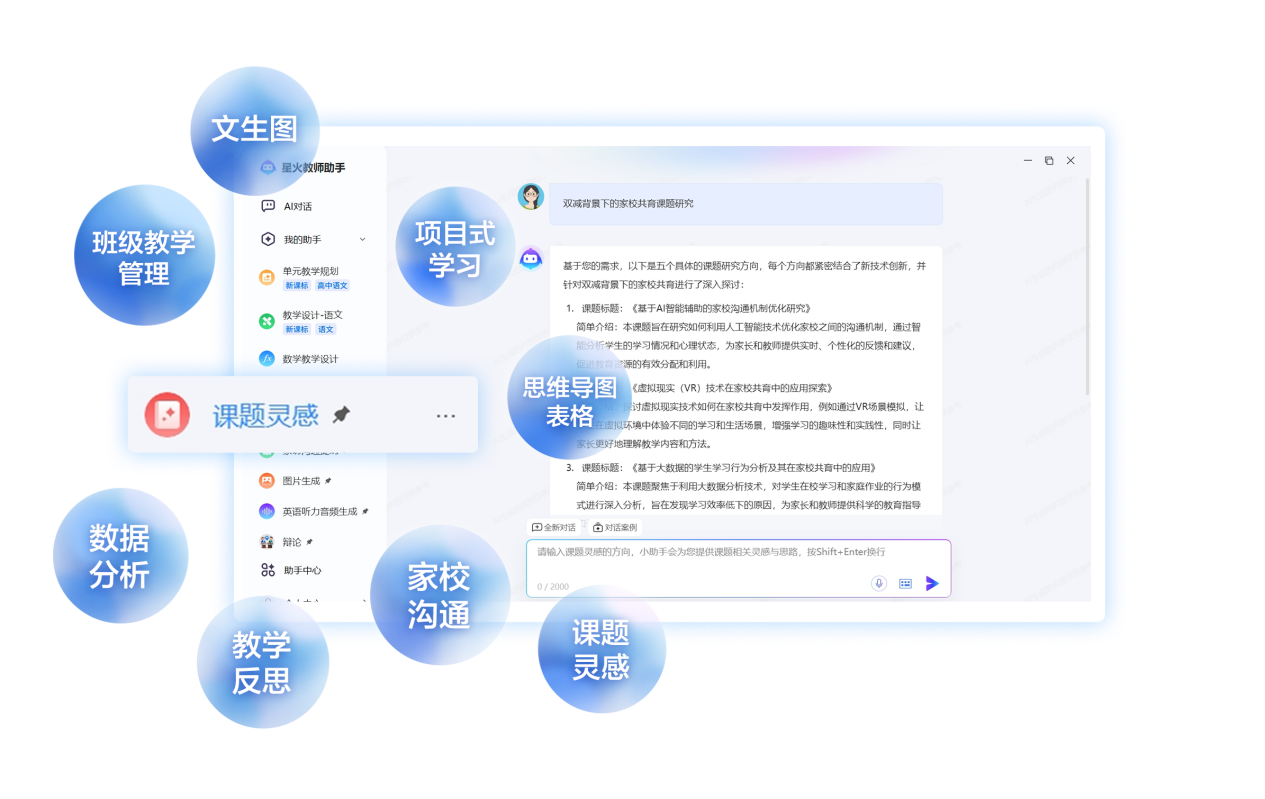 文生图
星火教师助手
AI对话
我的助手
单元教学规划
新课标 高中语文
教学设计-语文
新课标 语文
数学教学设计
课题灵感
图片生成
英语听力音频生成
辩论
助手中心
班级教学
管理
项目式
学习
思维导图
表格
数据
分析
家校
沟通
教学
反思
课题
灵感
双减背景下的家校共育课题研究
基于您的需求，以下是五个具体的课题研究方向，每个方向都紧密结合了新技术创新，并
针对双减背景下的家校共育进行了深入探讨：
1. 课题标题：《基于AI智能辅助的家校沟通机制优化研究》
简单介绍：本课题旨在研究如何利用人工智能技术优化家校之间的沟通机制，通过智
能分析学生的学习情况和心理状态，为家长和教师提供实时、个性化的反馈和建议，
促进教育资源的有效分配和利用。
《虚拟现实（VR）技术在家校共育中的应用探索》
探讨虚拟现实技术如何在家校共育中发挥作用，例如通过VR场景模拟，让
在虚拟环境中体验不同的学习和生活场景，增强学习的趣味性和实践性，同时让
家长更好地理解教学内容和方法。
3. 课题标题：《基于大数据的学生学习行为分析及其在家校共育中的应用》
简单介绍：本课题聚焦于利用大数据分析技术，对学生在校学习和家庭作业的行为模
式进行深入分析，旨在发现学习效率低下的原因，为家长和教师提供科学的教育指导
全新对话 对话案例
请输入课题灵感的方向，小助手会为您提供课题相关灵感与思路，按Shift+Enter换行
0 / 2000